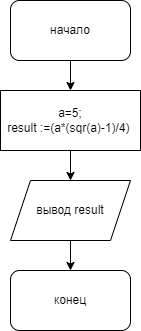 начало
a=5;
result :=(a*(sqr(a)-1)/4)
вывод result
конец